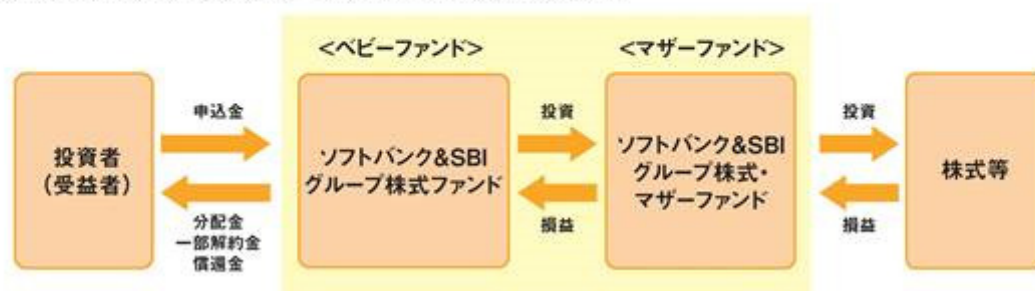 <ベビーファンド>
<マザーファンド>
投資者
(受益者)
申込金
分配金
一部解約金
償還金
ソフトバンク&SBI
グループ株式ファンド
投資
損益
ソフトバンク&SBI
グループ株式・
マザーファンド
投資
損益
株式等